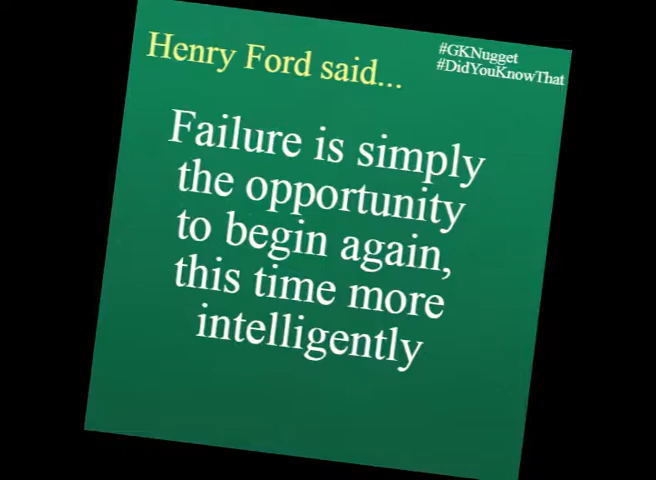 Henry Ford said...
#GKNugget
#DidYouKnowThat
Failure is simply
the opportunity
to begin again,
this time more
intelligently